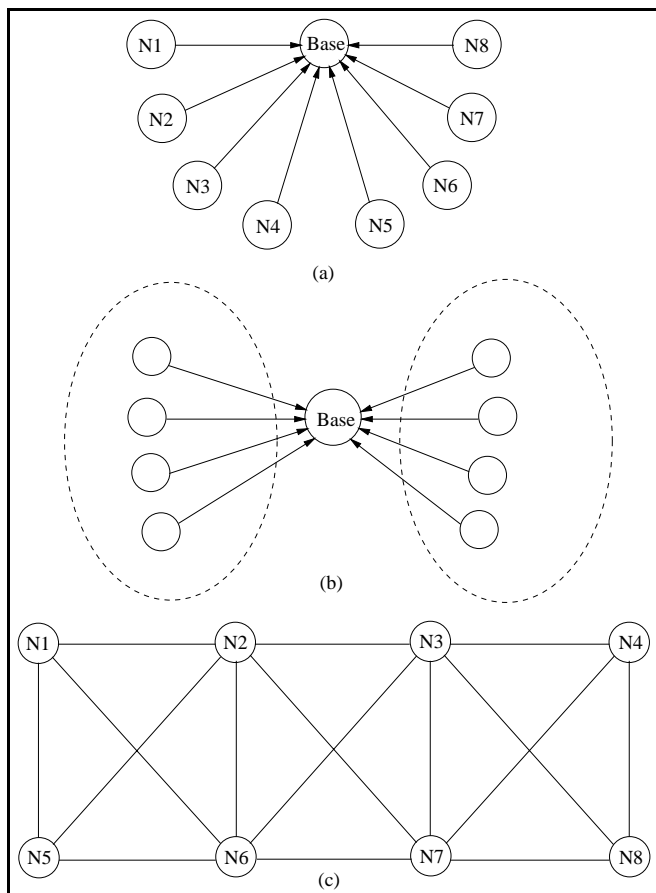 N1 Base N8
N2 N7
N3 N6
N4 N5
(a)
Base
(b)
N1 N2 N3 N4
N5 N6 N7 N8
(c)